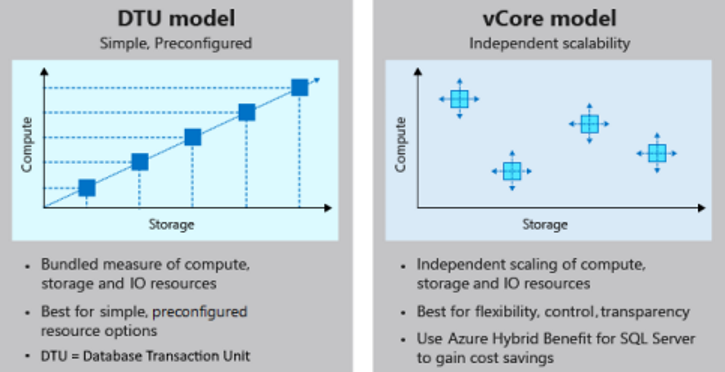 DTU model
Simple, Preconfigured
Compute
Storage
• Bundled measure of compute,
storage and IO resources
• Best for simple, preconfigured
resource options
• DTU = Database Transaction Unit
vCore model
Independent scalability
Compute
Storage
• Independent scaling of compute,
storage and IO resources
• Best for flexibility, control, transparency
• Use Azure Hybrid Benefit for SQL Server
to gain cost savings